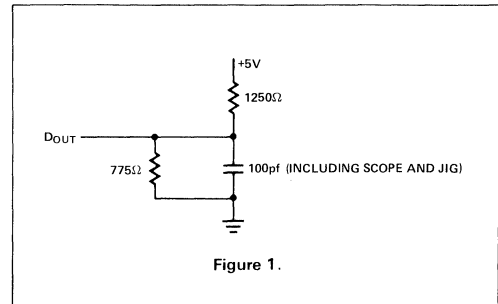 +5V
1250Ω
DOUT
775Ω
100pf (INCLUDING SCOPE AND JIG)
Figure 1.